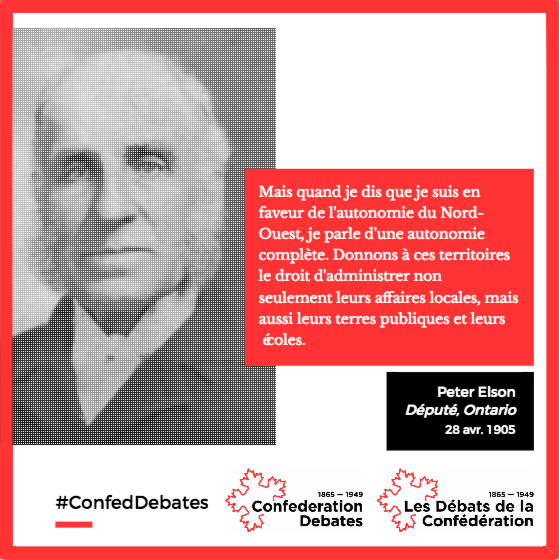 Mais quand je dis que je suis en
faveur de l'autonomie du Nord-
Ouest, je parle d'une autonomie
complète. Donnons à ces territoires
le droit d'administrer non
seulement leurs affaires locales, mais
aussi leurs terres publiques et leurs
écoles.
Peter Elson
Député, Ontario
28 avr. 1905
#ConfedDebates
1865 — 1949
Confederation
Debates
1865 — 1949
Les Débats de la
Confédération